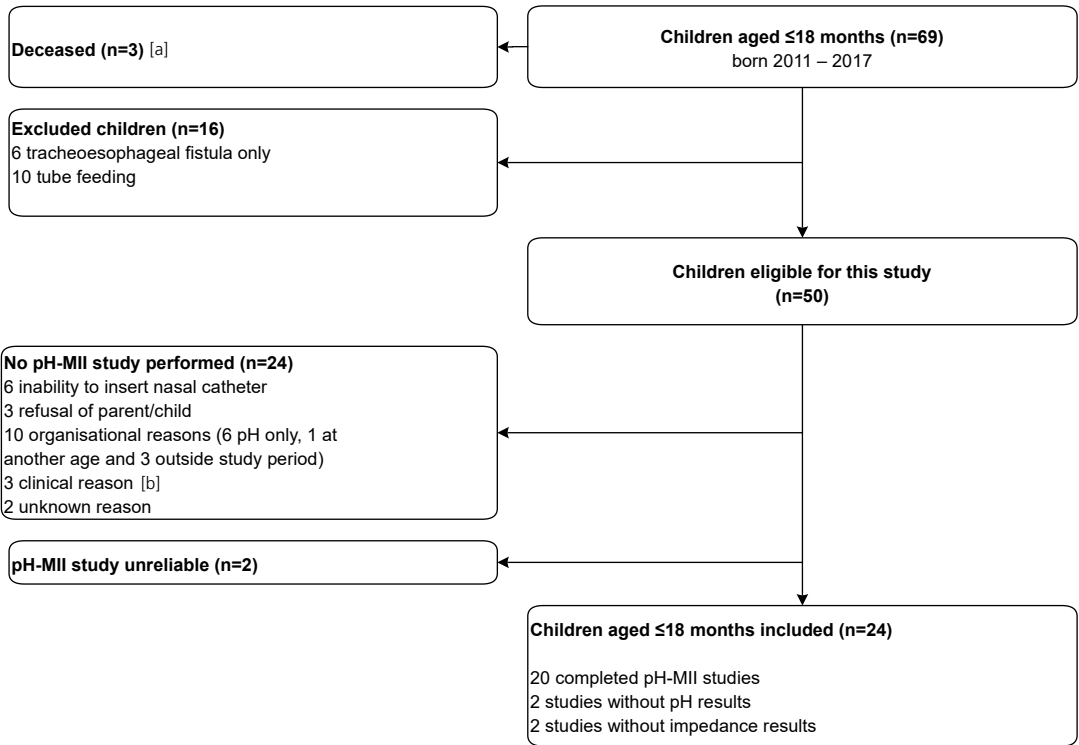 Deceased (n=3) [a]
Children aged ≤18 months (n=69)
born 2011 – 2017
Excluded children (n=16)
6 tracheoesophageal fistula only
10 tube feeding
Children eligible for this study
(n=50)
No pH-MII study performed (n=24)
6 inability to insert nasal catheter
3 refusal of parent/child
10 organisational reasons (6 pH only, 1 at
another age and 3 outside study period)
3 clinical reason [b]
2 unknown reason
pH-MII study unreliable (n=2)
Children aged ≤18 months included (n=24)
20 completed pH-MII studies
2 studies without pH results
2 studies without impedance results